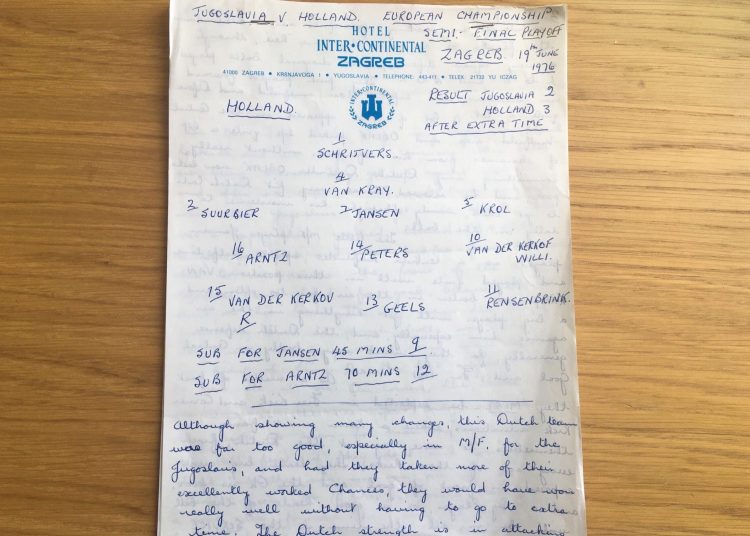 JUGOSLAVIA V. HOLLAND. EUROPEAN CHAMPIONSHIP
SEMI-FINAL PLAYOFF
HOTEL
INTER•CONTINENTAL
ZAGREB
ZAGREB 19TH JUNE
1976
41000 ZAGREB • KRŠNJAVOGA 1 • YUGOSLAVIA • TELEPHONE: 443-411 • TELEX: 21733 YU ICZAG
INTER•CONTINENTAL
ZAGREB
HOLLAND
RESULT JUGOSLAVIA 2
HOLLAND 3
AFTER EXTRA TIME
1
SCHRIJVERS.
4
VAN KRAY.
3 SUURBIER 2 JANSEN 5 KROL
16 ARNTZ 14 PETERS 10 VAN DER KERKOF
WILLI.
15 VAN DER KERKOV 13 GEELS 11 RENSENBRINK.
R
SUB FOR JANSEN 45 MINS 9.
SUB FOR ARNTZ 70 MINS 12
Although showing many changes, this Dutch team
were far too good, especially in M/F. for the
Jugoslavs, and had they taken more of their
excellently worked Chances, they would have won
really well without having to go to extra
time. The Dutch strength is in attacking